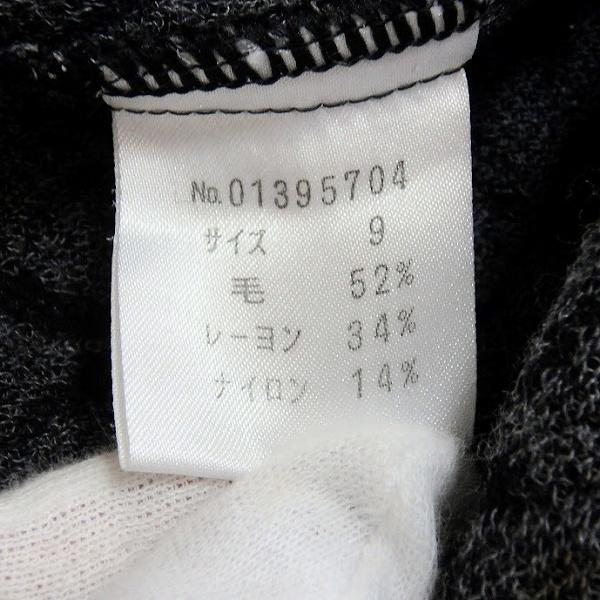 No.01395704
サイズ 9
毛 52%
レーヨン 34%
ナイロン 14%